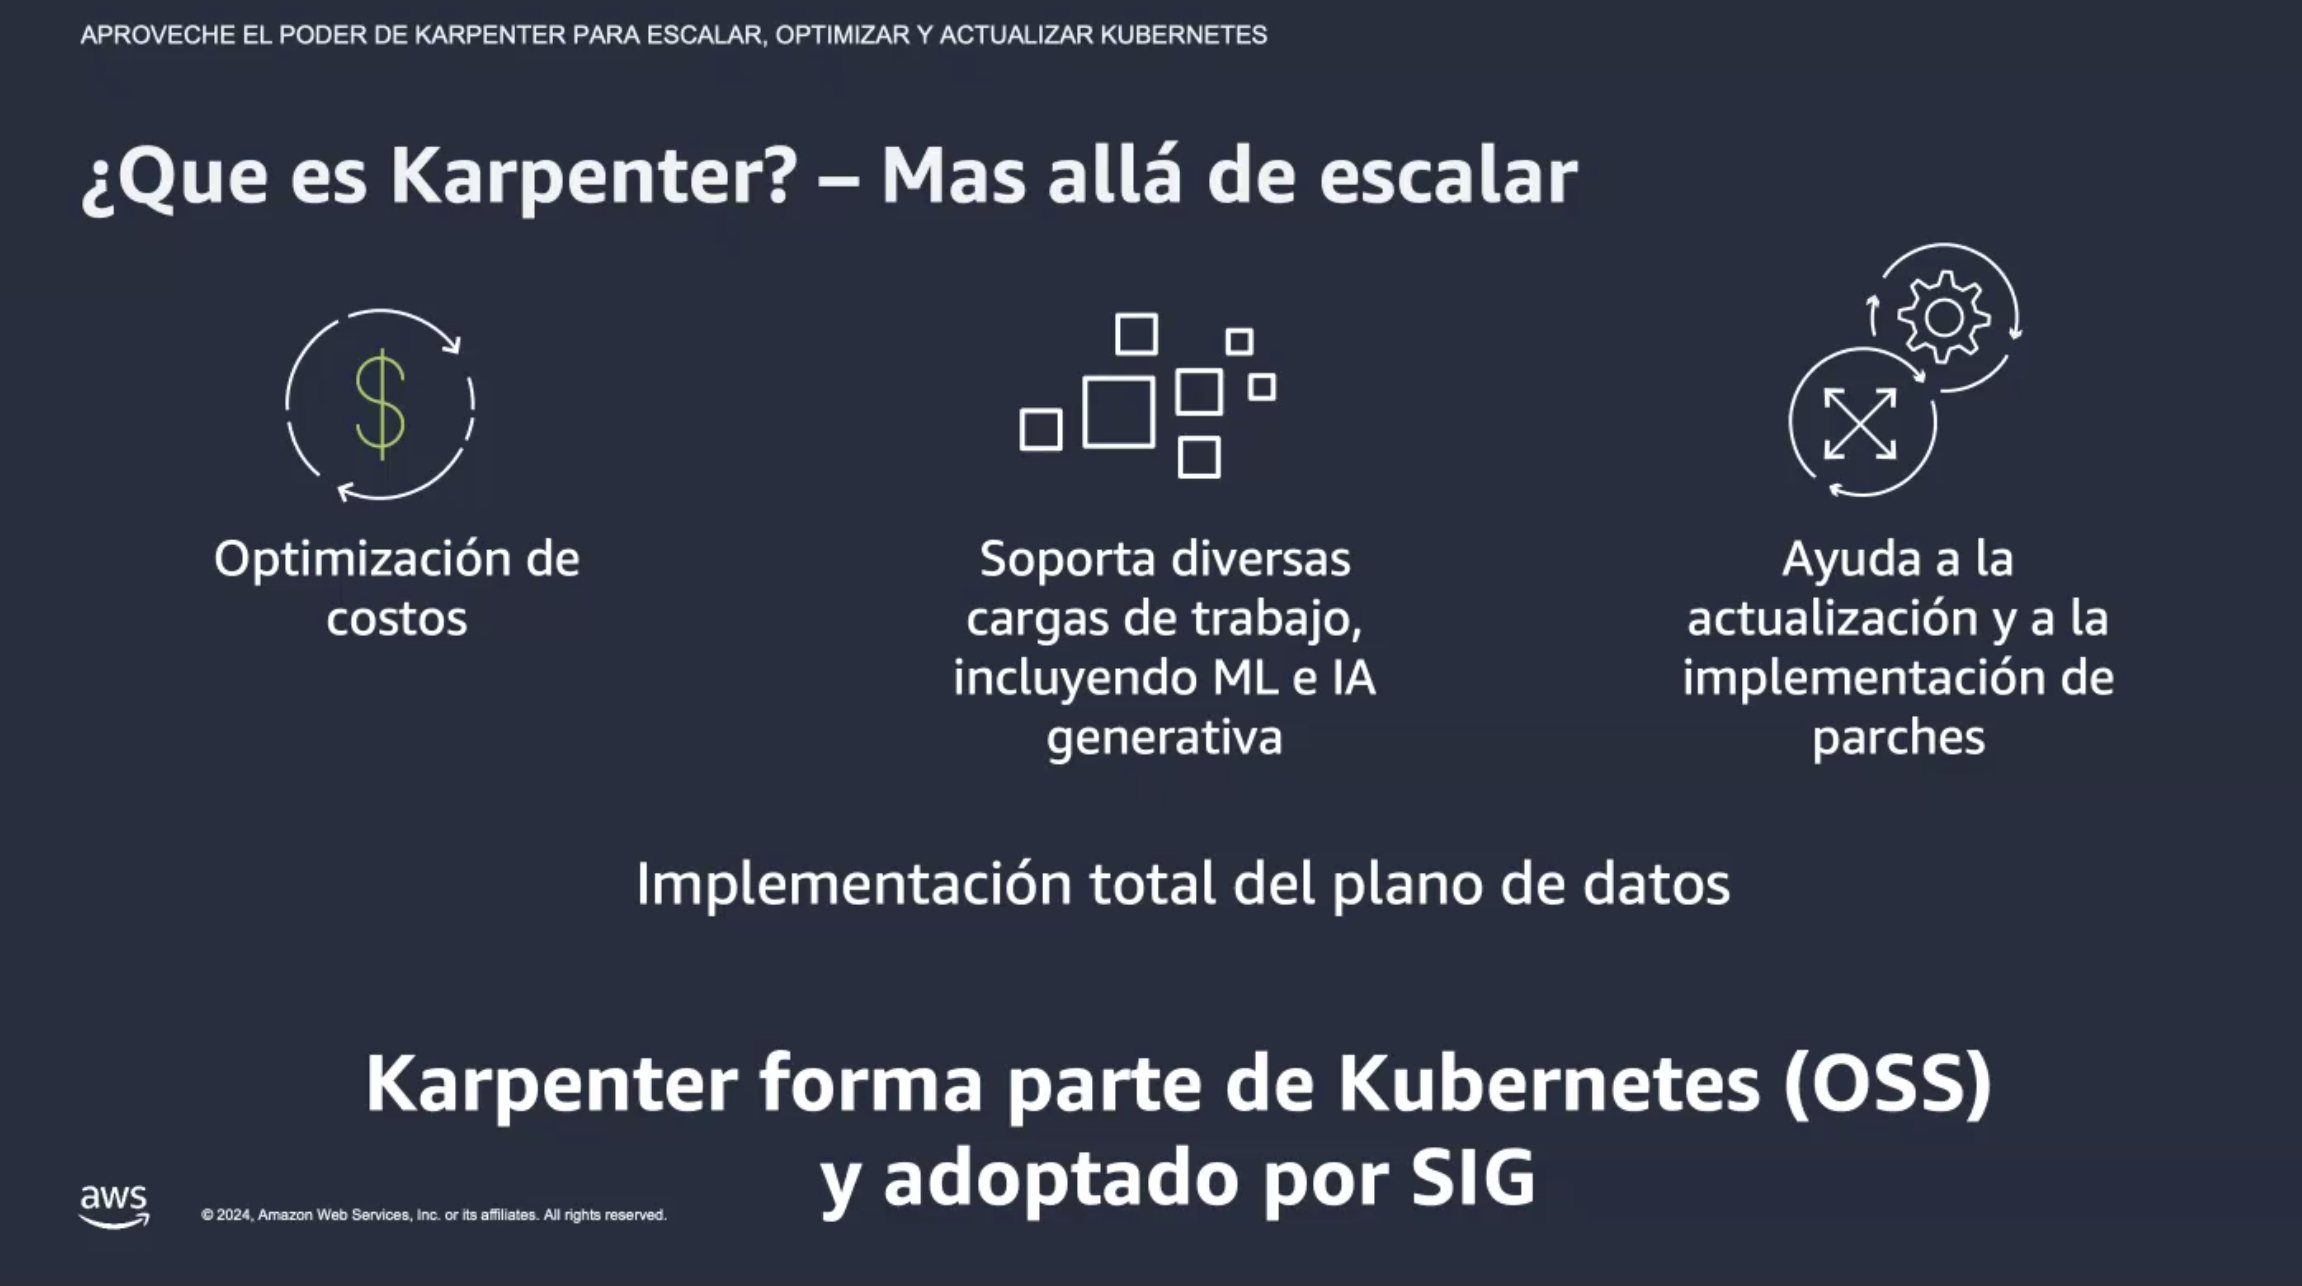 APROVECHE EL PODER DE KARPENTER PARA ESCALAR, OPTIMIZAR Y ACTUALIZAR KUBERNETES
¿Que es Karpenter? – Mas allá de escalar
$
Optimización de
costos
Soporta diversas
cargas de trabajo,
incluyendo ML e IA
generativa
Ayuda a la
actualización y a la
implementación de
parches
Implementación total del plano de datos
Karpenter forma parte de Kubernetes (OSS)
y adoptado por SIG
aws
© 2024, Amazon Web Services, Inc. or its affiliates. All rights reserved.